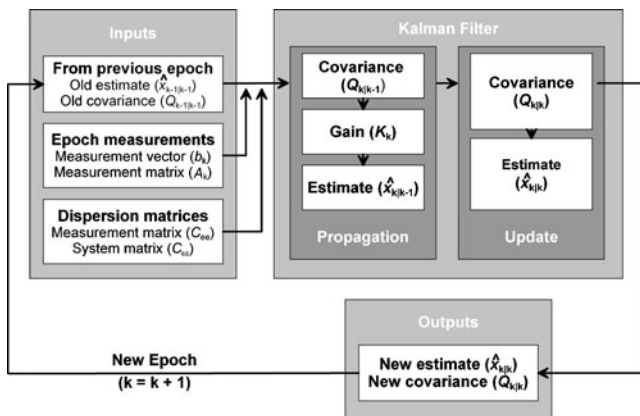 Inputs
From previous epoch
Old estimate (x̂k-1|k-1)
Old covariance (Qk-1|k-1)
Epoch measurements
Measurement vector (bk)
Measurement matrix (Ak)
Dispersion matrices
Measurement matrix (Cee)
System matrix (Css)
Kalman Filter
Covariance
(Qk|k-1)
Gain (Kk)
Estimate (x̂k|k-1)
Propagation
Covariance
(Qk|k)
Estimate
(x̂k|k)
Update
Outputs
New estimate (x̂k|k)
New covariance (Qk|k)
New Epoch
(k = k + 1)